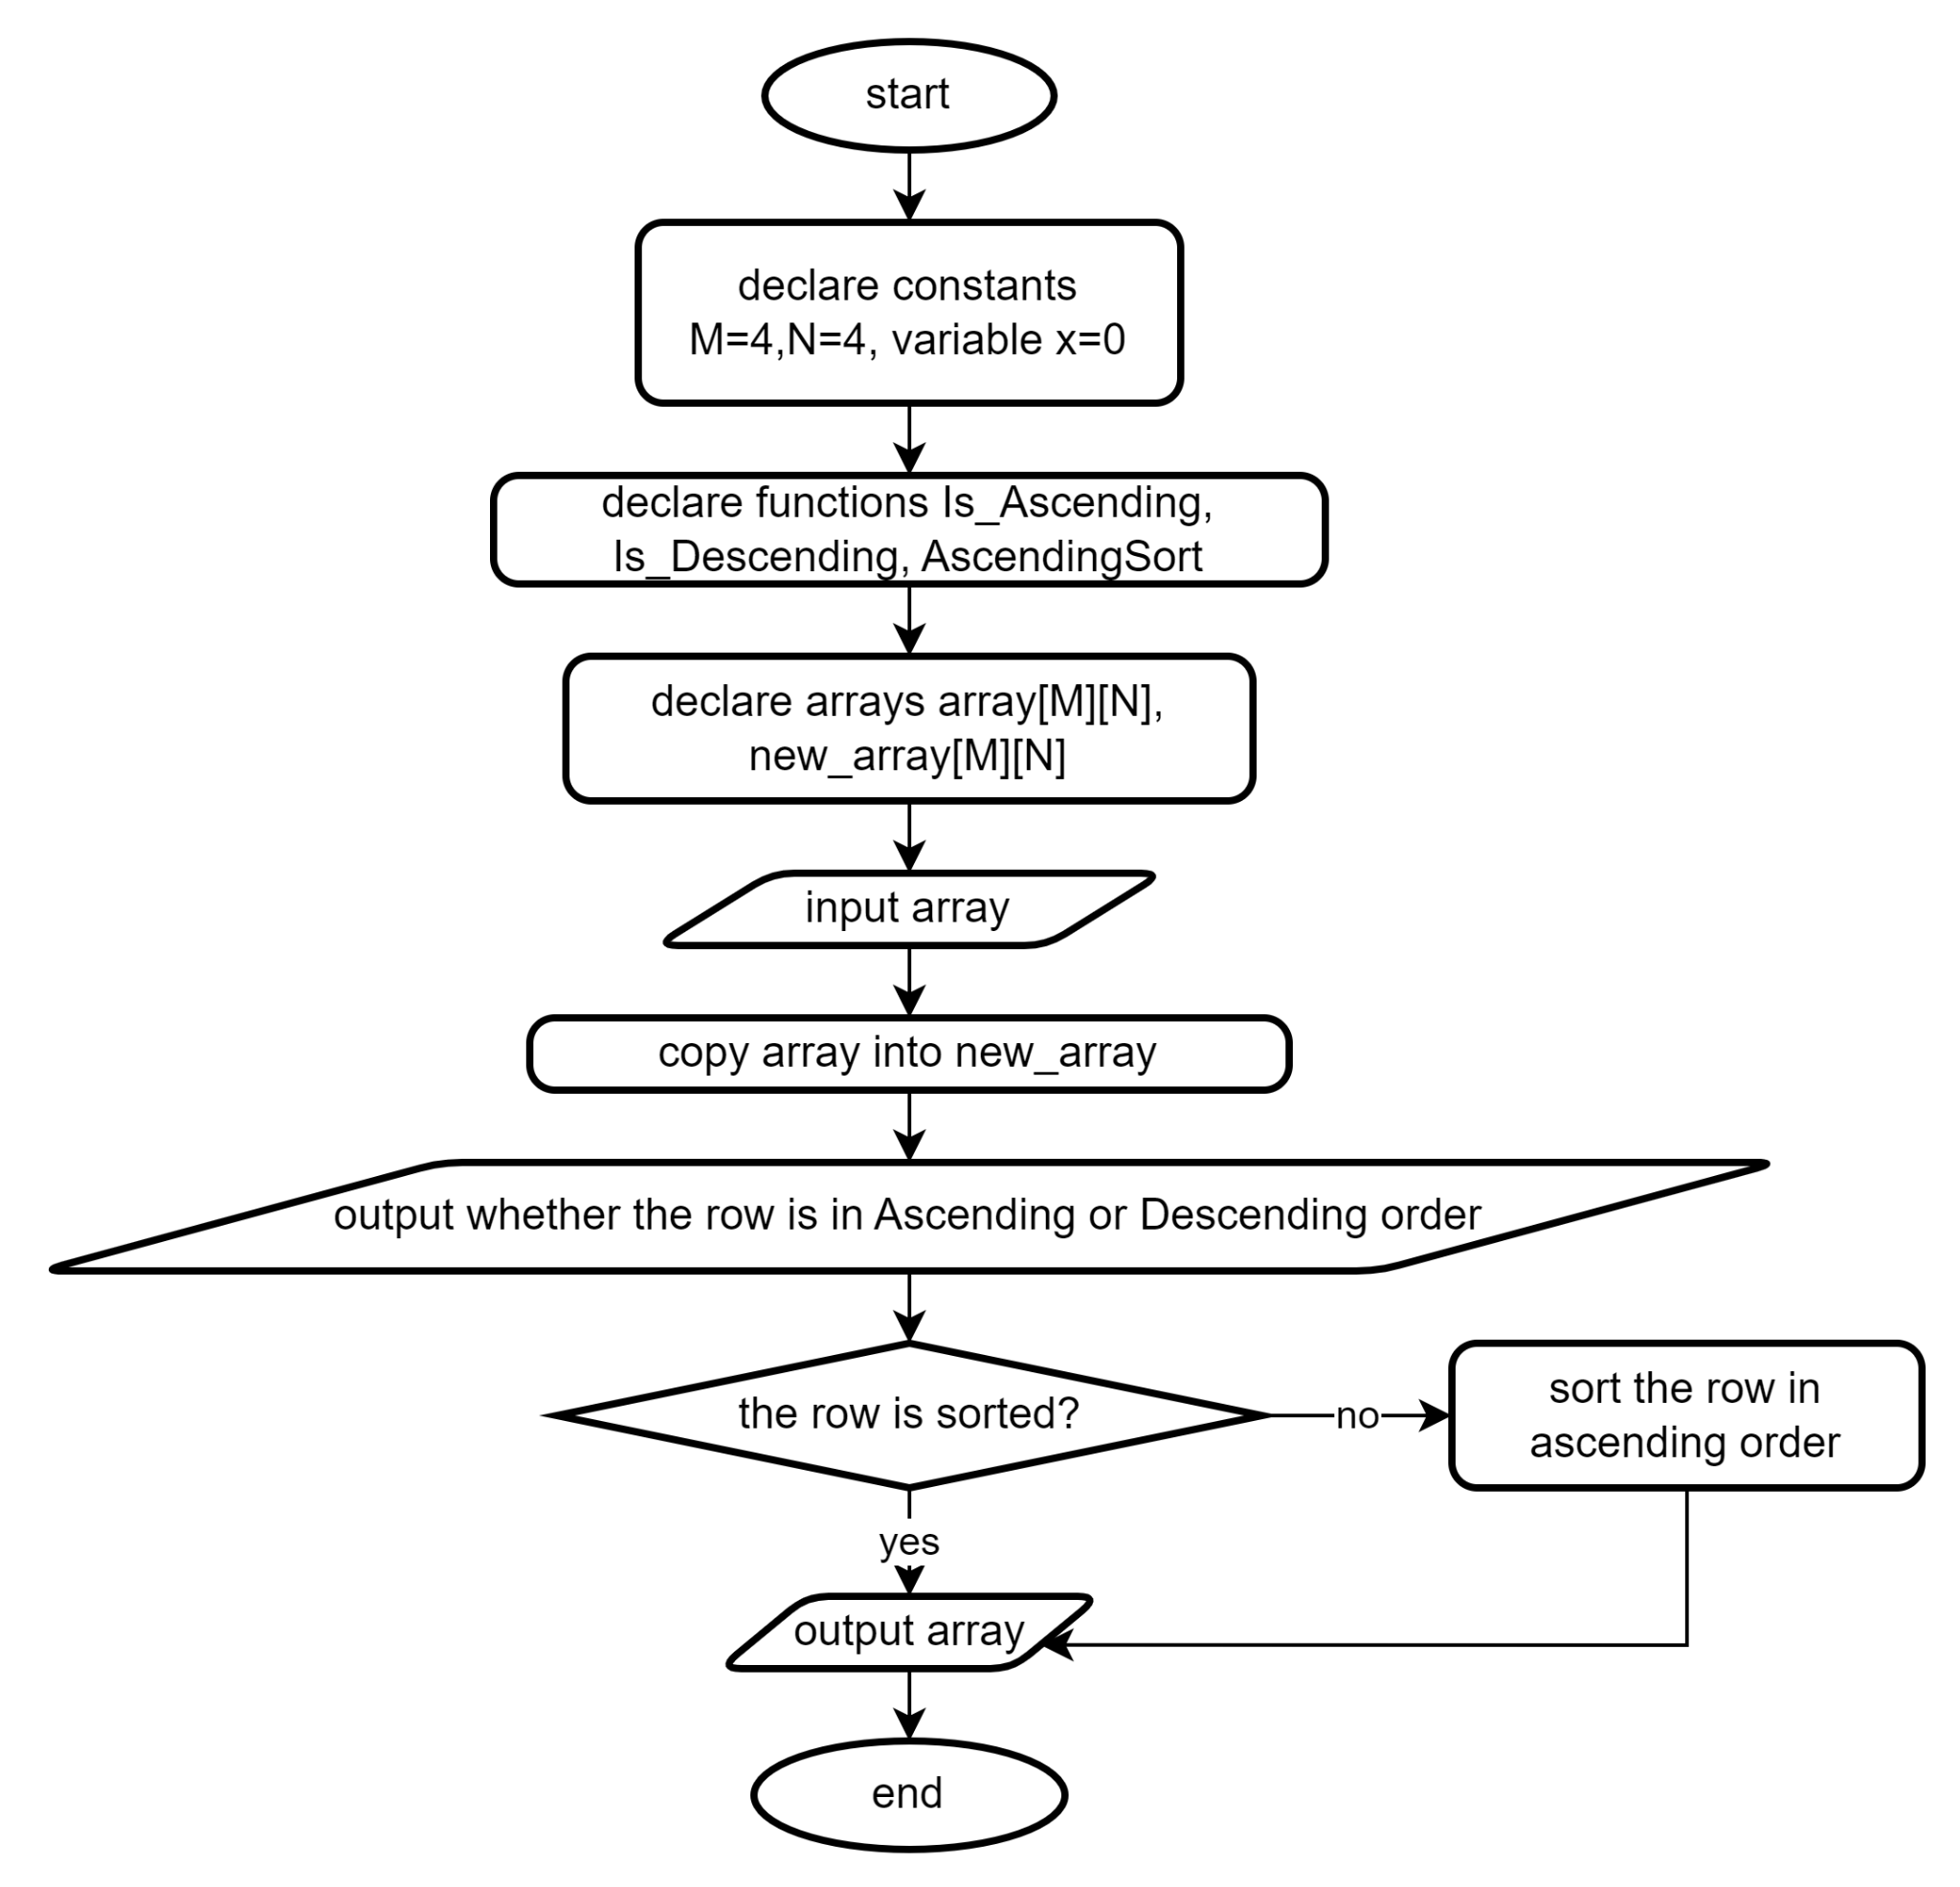 start
declare constants
M=4,N=4, variable x=0
declare functions Is_Ascending,
Is_Descending, AscendingSort
declare arrays array[M][N],
new_array[M][N]
input array
copy array into new_array
output whether the row is in Ascending or Descending order
the row is sorted?
no
sort the row in
ascending order
yes
output array
end